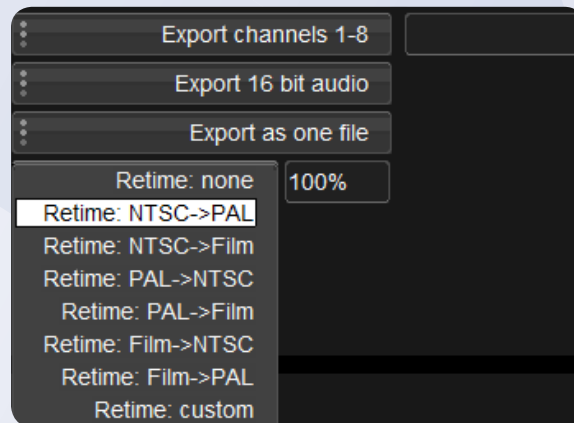 Export channels 1-8
Export 16 bit audio
Export as one file
Retime: none 100%
Retime: NTSC->PAL
Retime: NTSC->Film
Retime: PAL->NTSC
Retime: PAL->Film
Retime: Film->NTSC
Retime: Film->PAL
Retime: custom